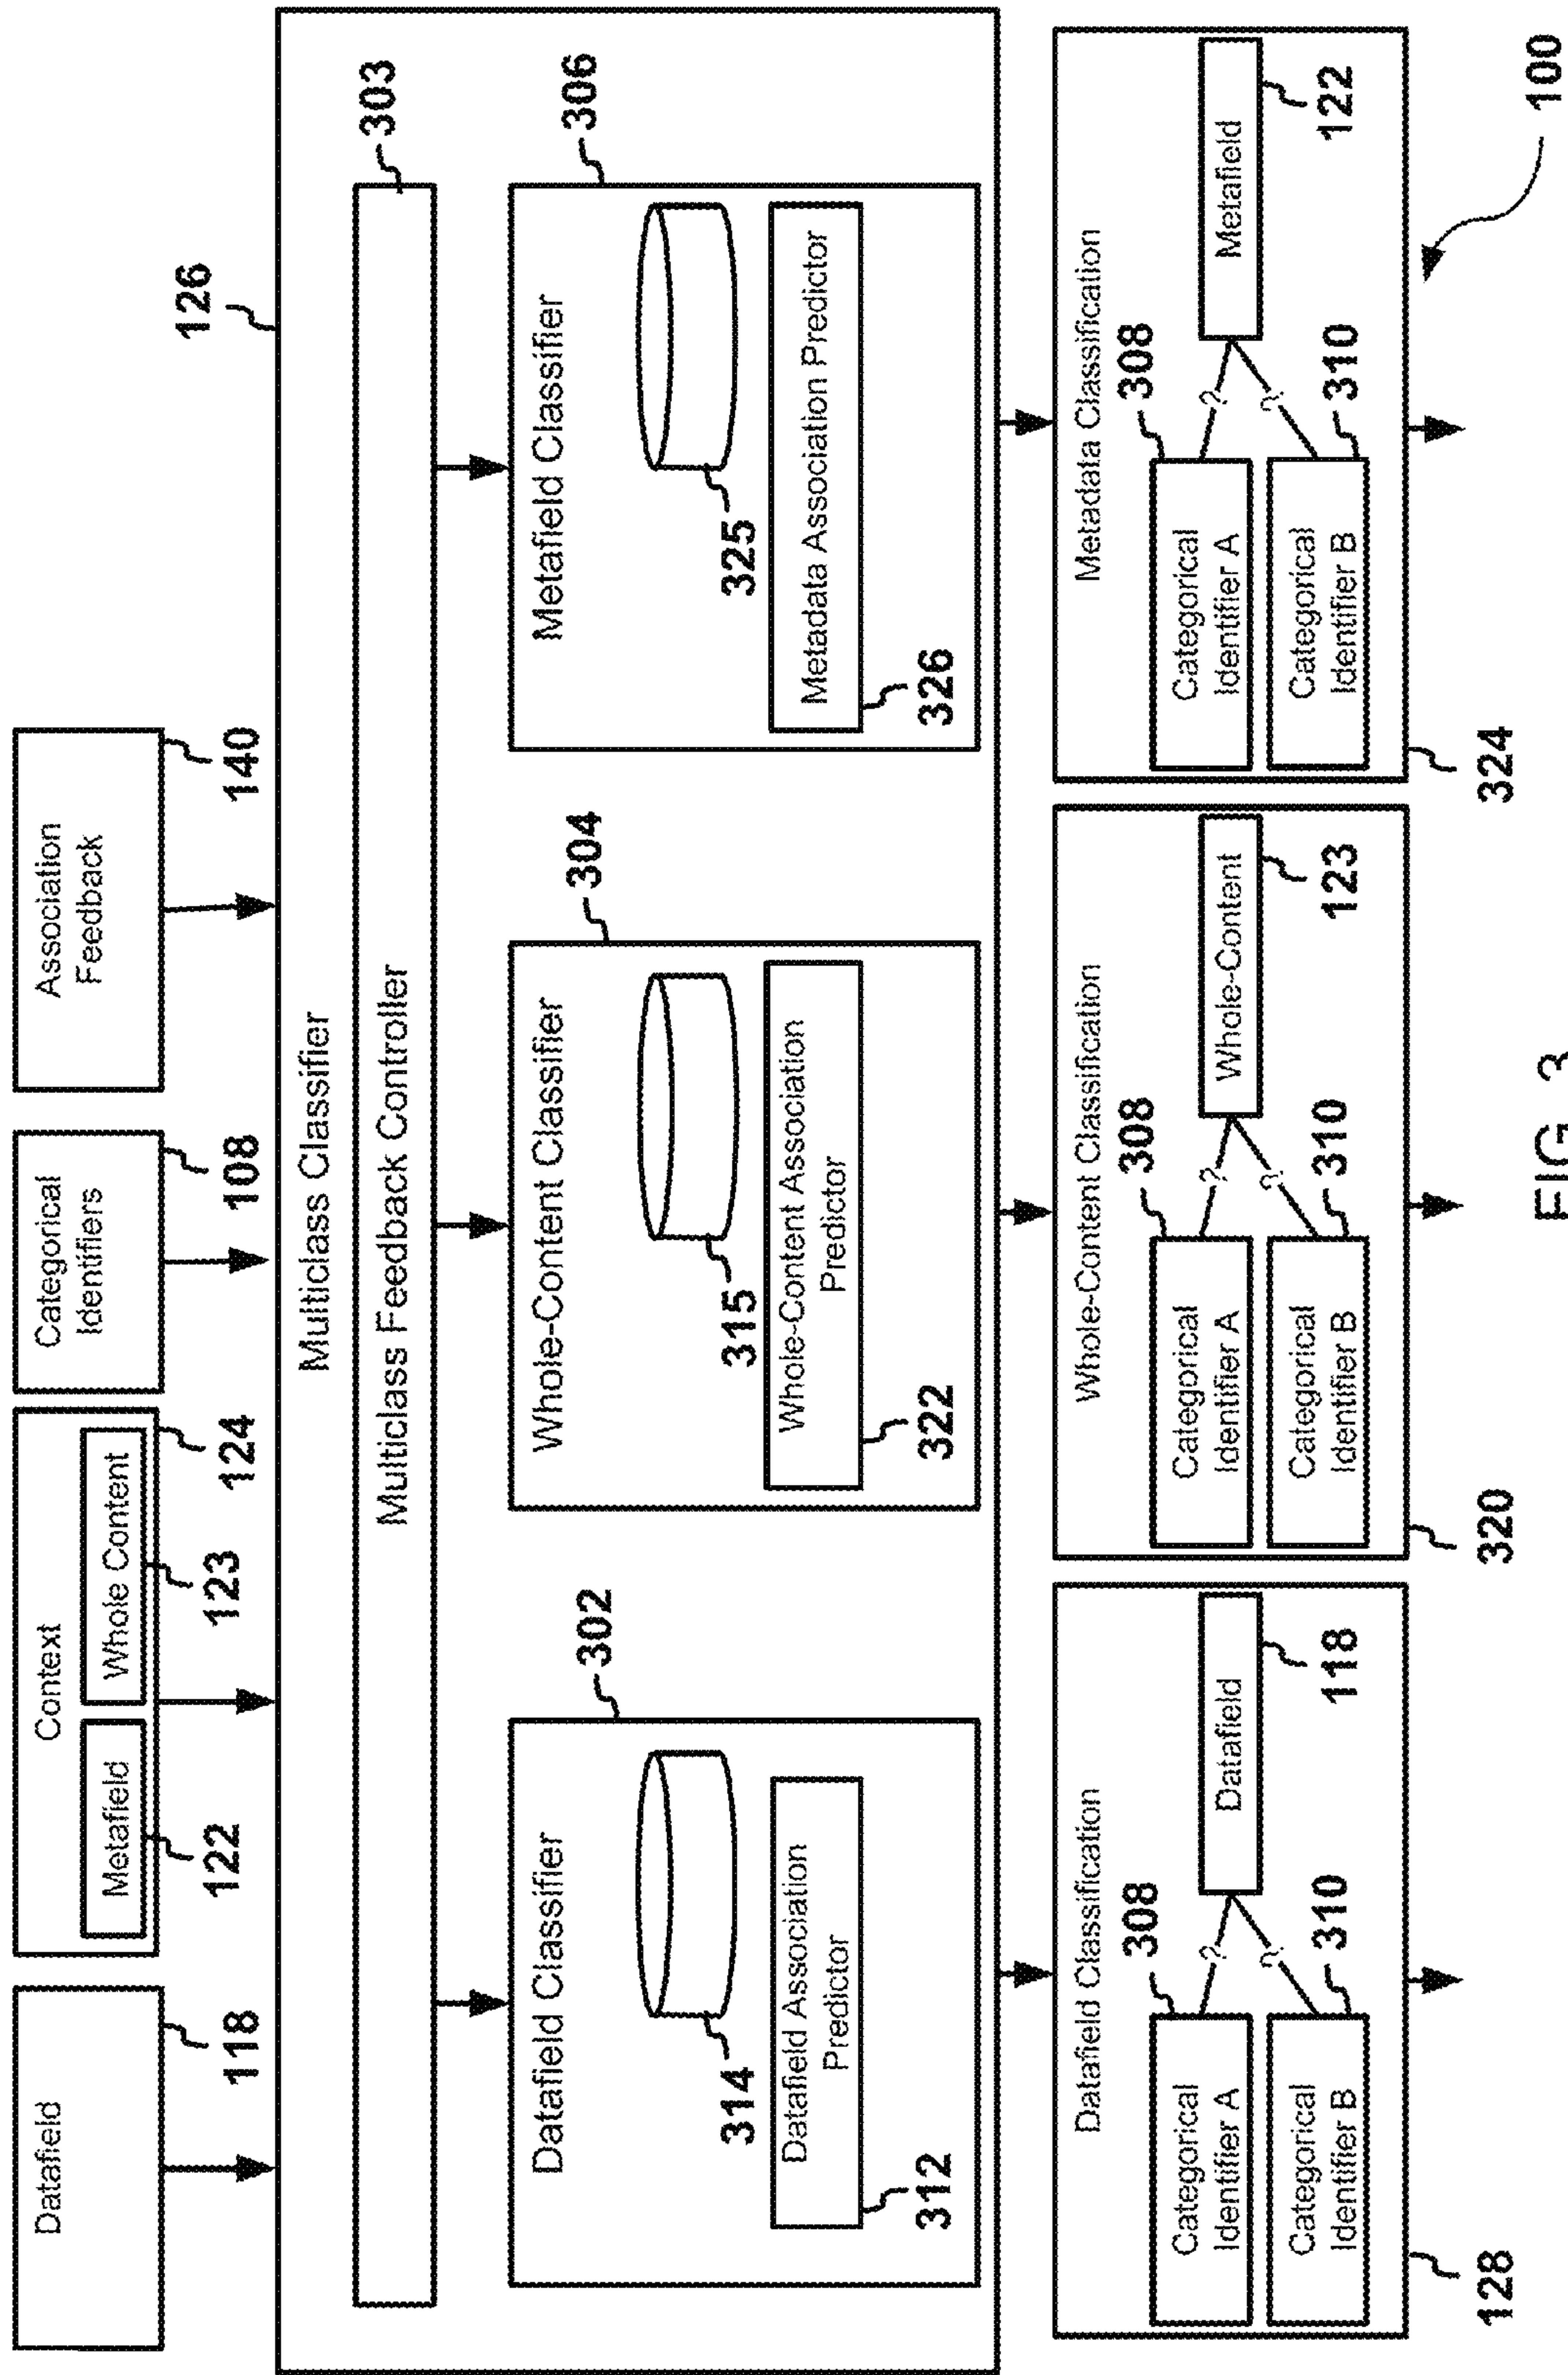 Datafield
118
Context
Metafield
Whole Content
122
123
124
Categorical
Identifiers
108
Association
Feedback
140
126
Multiclass Classifier
303
Multiclass Feedback Controller
302
Datafield Classifier
314
Datafield Association
Predictor
312
304
Whole-Content Classifier
315
Whole-Content Association
Predictor
322
306
Metafield Classifier
325
Metadada Association Predictor
326
Datafield Classification
308
Categorical
Identifier A
?
Datafield
118
?
Categorical
Identifier B
310
128
Whole-Content Classification
308
Categorical
Identifier A
?
Whole-Content
123
?
Categorical
Identifier B
310
320
Metadada Classification
308
Categorical
Identifier A
?
Metafield
122
?
Categorical
Identifier B
310
324
100
FIG. 3